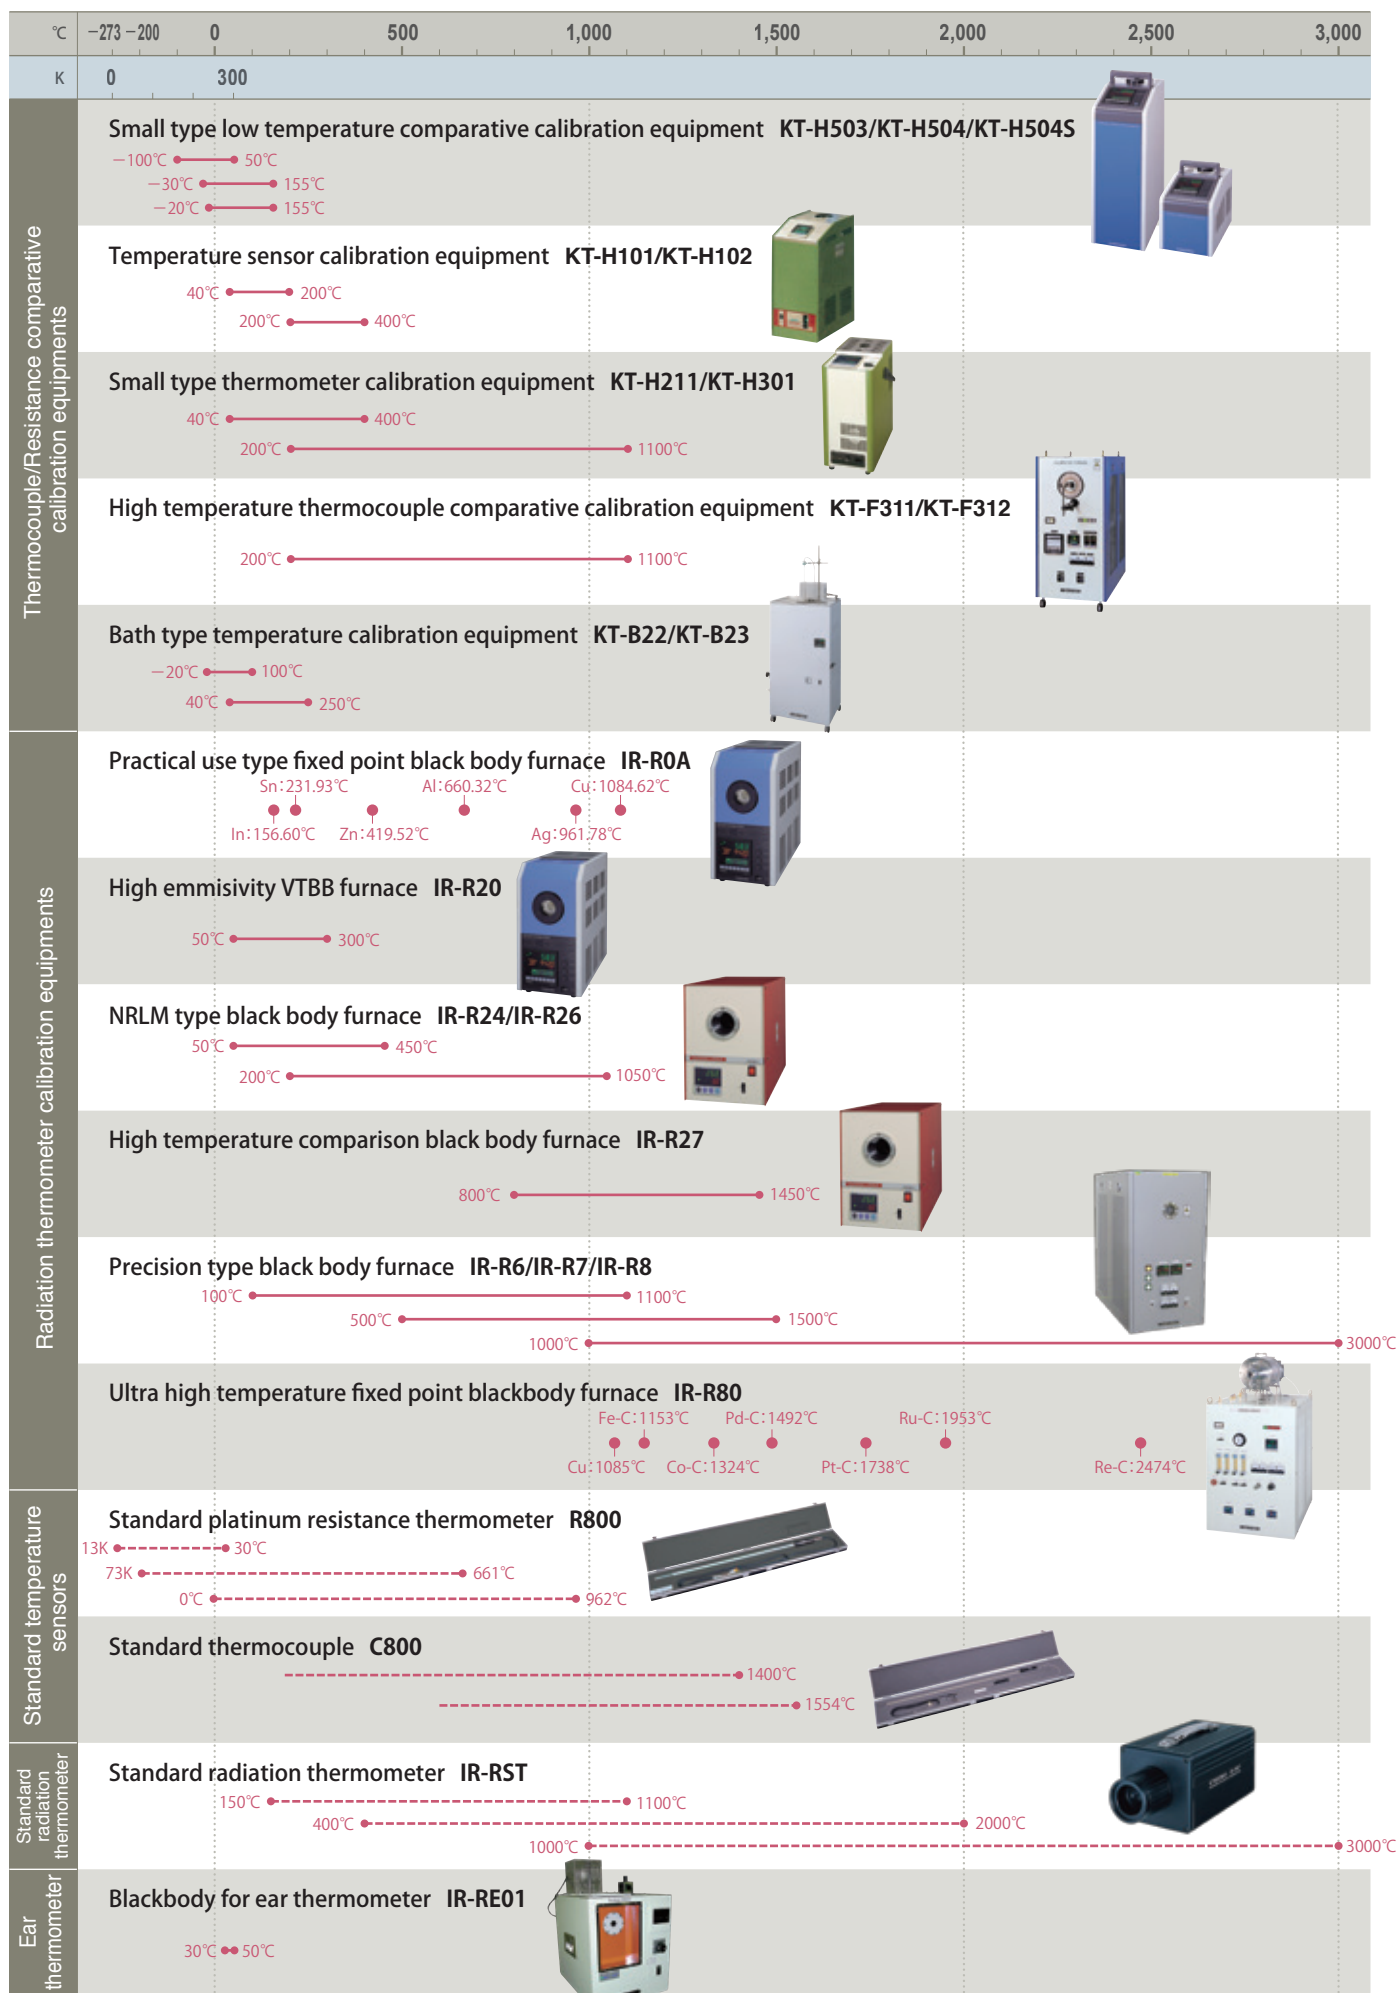 ℃ −273 −200 0 500 1,000 1,500 2,000 2,500 3,000
K 0 300
Thermocouple/Resistance comparative
calibration equipments
Small type low temperature comparative calibration equipment KT-H503/KT-H504/KT-H504S
−100℃ 50℃
−30℃ 155℃
−20℃ 155℃
Temperature sensor calibration equipment KT-H101/KT-H102
40℃ 200℃
200℃ 400℃
Small type thermometer calibration equipment KT-H211/KT-H301
40℃ 400℃
200℃ 1100℃
High temperature thermocouple comparative calibration equipment KT-F311/KT-F312
200℃ 1100℃
Bath type temperature calibration equipment KT-B22/KT-B23
−20℃ 100℃
40℃ 250℃
Radiation thermometer calibration equipments
Practical use type fixed point black body furnace IR-R0A
Sn:231.93℃ Al:660.32℃ Cu:1084.62℃
In:156.60℃ Zn:419.52℃ Ag:961.78℃
High emmisivity VTBB furnace IR-R20
50℃ 300℃
NRLM type black body furnace IR-R24/IR-R26
50℃ 450℃
200℃ 1050℃
High temperature comparison black body furnace IR-R27
800℃ 1450℃
Precision type black body furnace IR-R6/IR-R7/IR-R8
100℃ 1100℃
500℃ 1500℃
1000℃ 3000℃
Ultra high temperature fixed point blackbody furnace IR-R80
Fe-C:1153℃ Pd-C:1492℃ Ru-C:1953℃
Cu:1085℃ Co-C:1324℃ Pt-C:1738℃ Re-C:2474℃
Standard temperature
sensors
Standard platinum resistance thermometer R800
13K 30℃
73K 661℃
0℃ 962℃
Standard thermocouple C800
1400℃
1554℃
Standard
radiation
thermometer
Standard radiation thermometer IR-RST
150℃ 1100℃
400℃ 2000℃
1000℃ 3000℃
Ear
thermometer
Blackbody for ear thermometer IR-RE01
30℃ 50℃